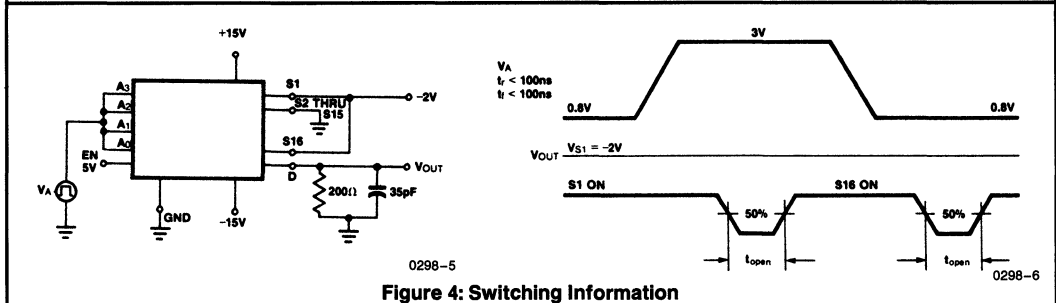 +15V
A3
A2
A1
A0
EN
5V
VA
GND
-15V
S1
S2 THRU
S15
S16
D
-2V
VOUT
200Ω
35pF
0298-5
VA
tr < 100ns
tf < 100ns
3V
0.8V
0.8V
VOUT
VS1 = -2V
S1 ON
S16 ON
50%
50%
topen
topen
0298-6
Figure 4: Switching Information